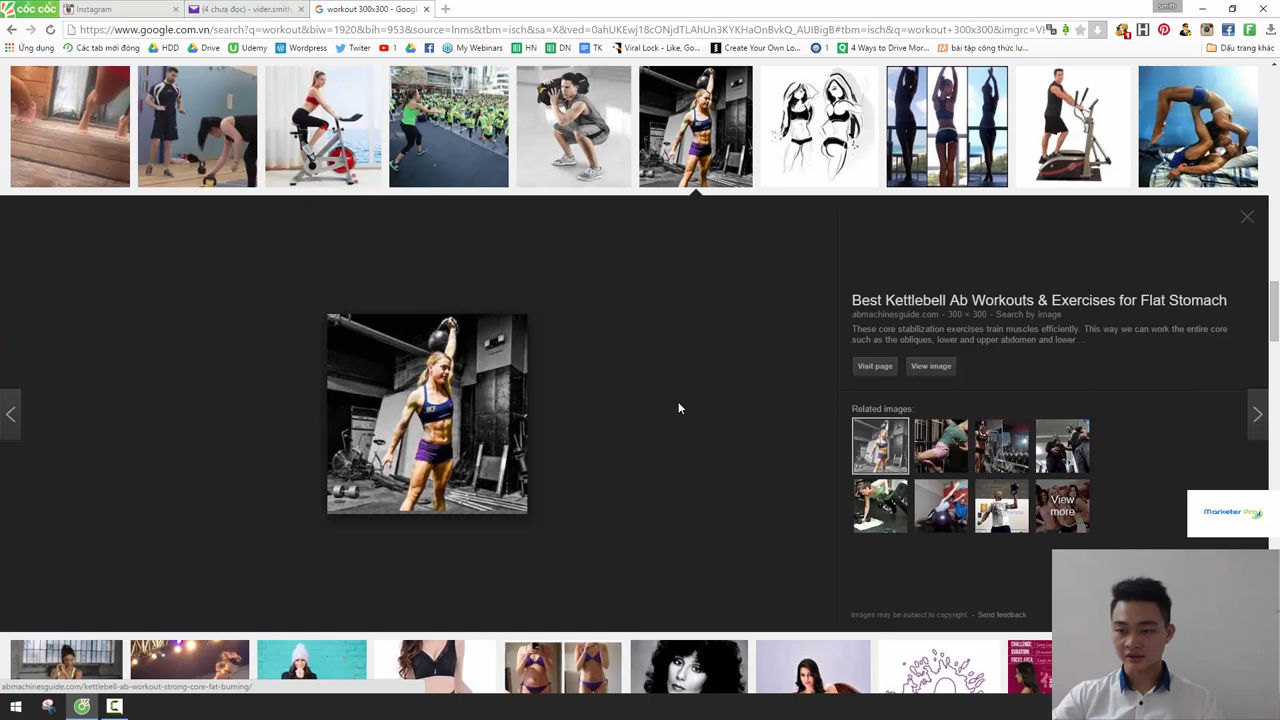 cốc cốc
Instagram
(4 chưa đọc) - vider.smith
workout 300x300 - Goog
smith
https://www.google.com.vn/search?q=workout&biw=1920&bih=953&source=lnms&tbm=isch&sa=X&ved=
#tbm=isch&q=workout+300x300&imgrc=
Ứng dụng
Các tab mới đóng
HDD
Drive
Udemy
Wordpress
Twitter
1
My Webinars
HN
DN
TK
Viral Lock - Like, Go...
Create Your Own Lo...
1
4 Ways to Drive Mor...
bài tập công thức lư...
Dấu trang khác
Best Kettlebell Ab Workouts & Exercises for Flat Stomach
abmachinesguide.com - 300 × 300 - Search by image
These core stabilization exercises train muscles efficiently. This way we can work the entire core
such as the obliques, lower and upper abdomen and lower ...
Visit page
View image
Related images:
View
more
Marketer Pro
Images may be subject to copyright. - Send feedback
abmachinesguide.com/kettlebell-ab-workout-strong-core-fat-burning/